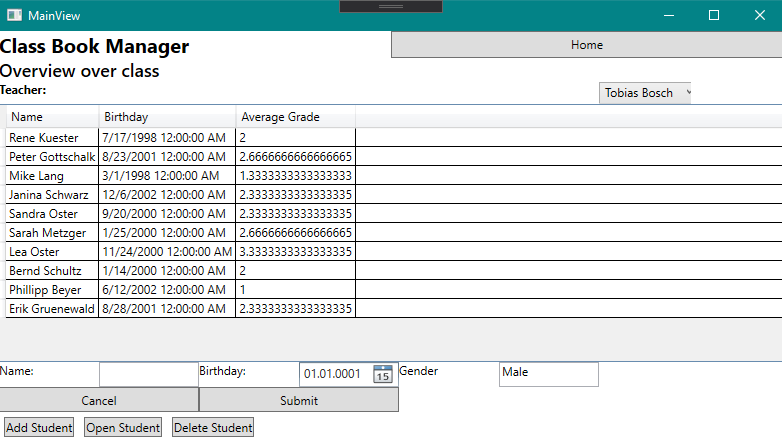 MainView
Class Book Manager
Home
Overview over class
Teacher:
Tobias Bosch
Name Birthday Average Grade
Rene Kuester 7/17/1998 12:00:00 AM 2
Peter Gottschalk 8/23/2001 12:00:00 AM 2.6666666666666665
Mike Lang 3/1/1998 12:00:00 AM 1.3333333333333333
Janina Schwarz 12/6/2002 12:00:00 AM 2.3333333333333335
Sandra Oster 9/20/2000 12:00:00 AM 2.3333333333333335
Sarah Metzger 1/25/2000 12:00:00 AM 2.6666666666666665
Lea Oster 11/24/2000 12:00:00 AM 3.3333333333333335
Bernd Schultz 1/14/2000 12:00:00 AM 2
Phillipp Beyer 6/12/2002 12:00:00 AM 1
Erik Gruenewald 8/28/2001 12:00:00 AM 2.3333333333333335
Name: Birthday: 01.01.0001 15 Gender Male
Cancel Submit
Add Student Open Student Delete Student